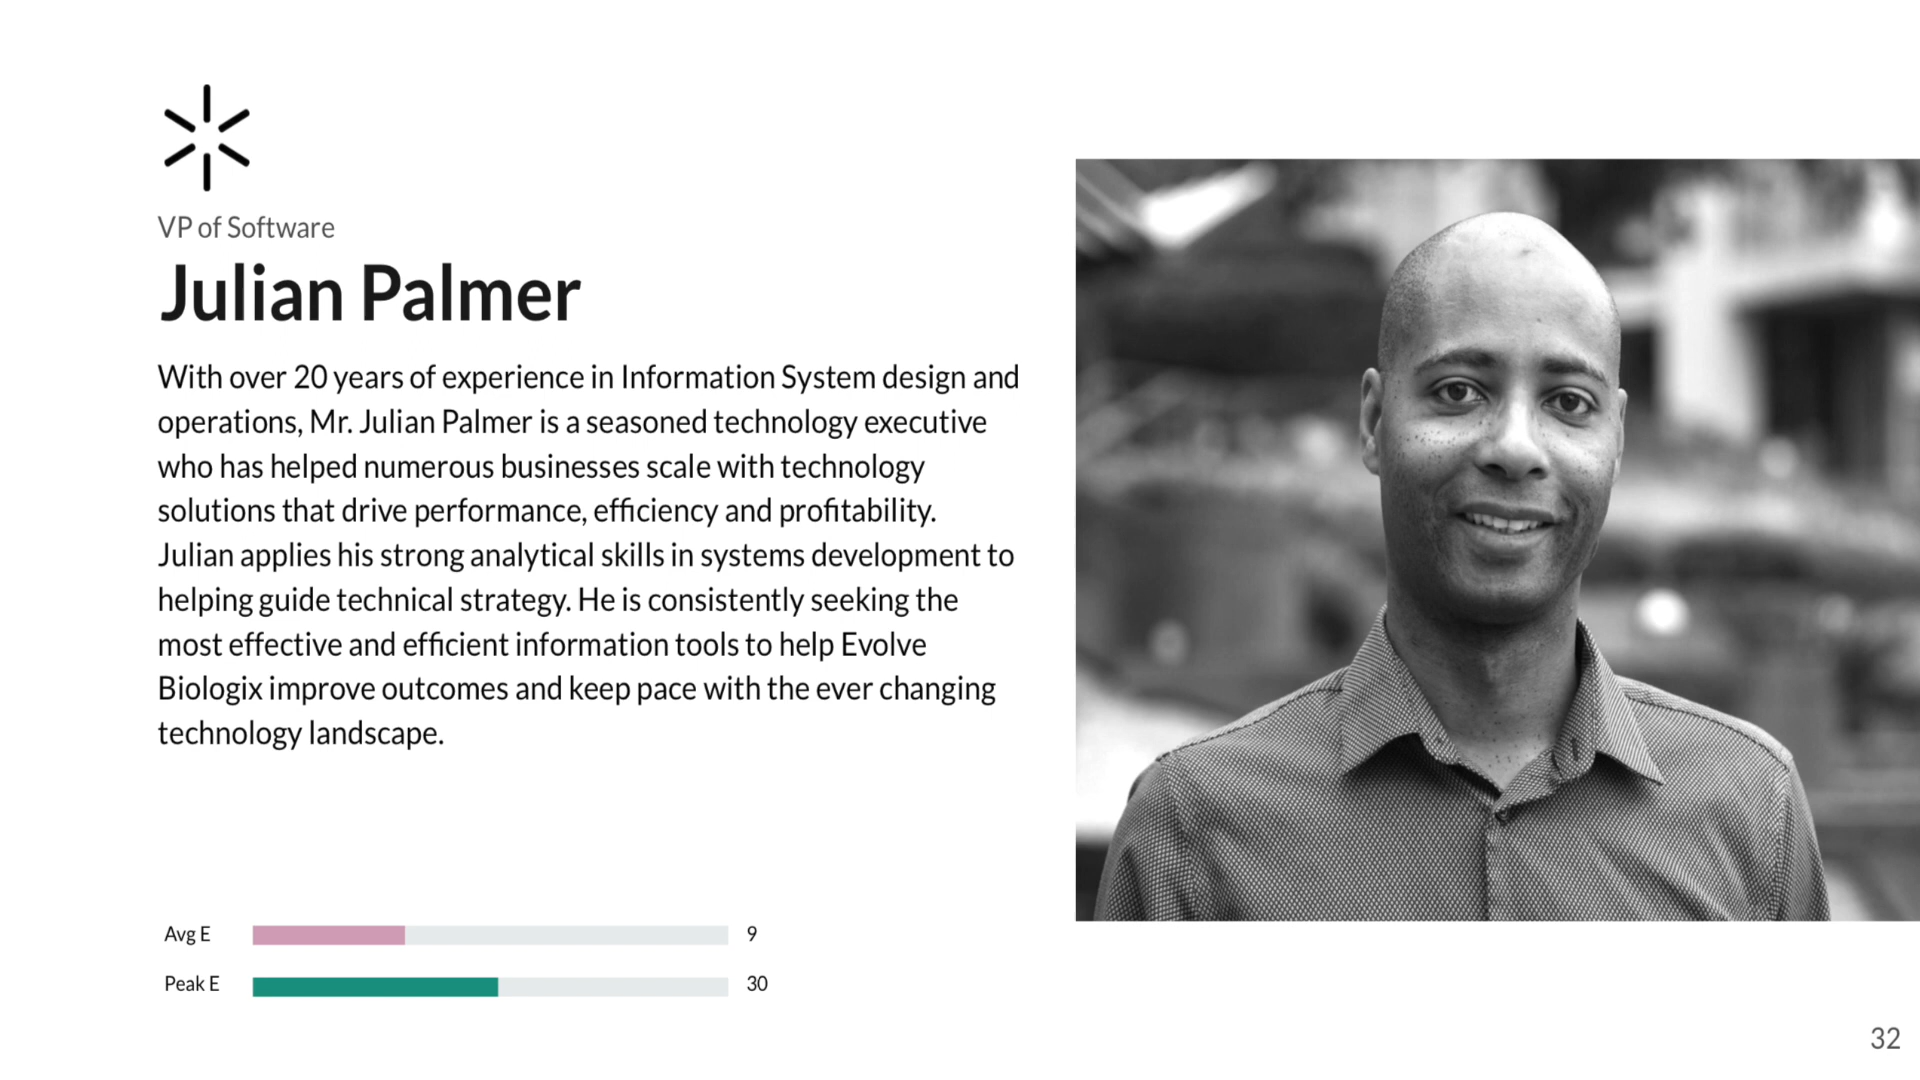 VP of Software
Julian Palmer
With over 20 years of experience in Information System design and
operations, Mr. Julian Palmer is a seasoned technology executive
who has helped numerous businesses scale with technology
solutions that drive performance, efficiency and profitability.
Julian applies his strong analytical skills in systems development to
helping guide technical strategy. He is consistently seeking the
most effective and efficient information tools to help Evolve
Biologix improve outcomes and keep pace with the ever changing
technology landscape.
Avg E 9
Peak E 30
32